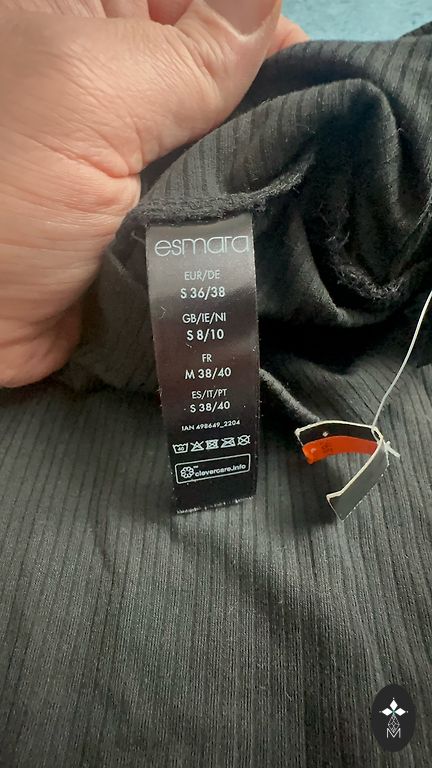 esmara
EUR/DE
S 36/38
GB/IE/NI
S 8/10
FR
M 38/40
ES/IT/PT
S 38/40
IAN 498649_2204
clevercare.info
M